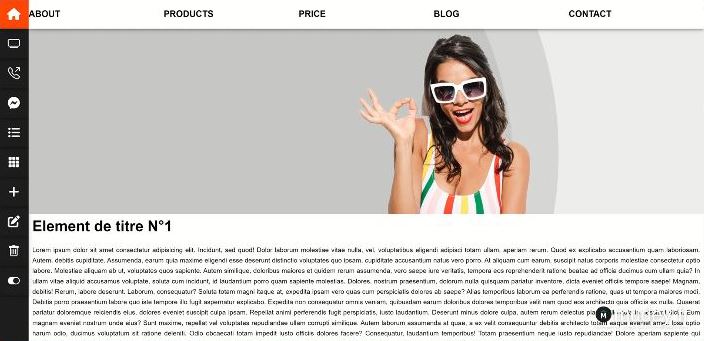 ABOUT PRODUCTS PRICE BLOG CONTACT
Element de titre N°1
Lorem ipsum dolor sit amet consectetur adipisicing elit. Incidunt, sed quod! Dolor laborum molestiae vitae nulla, vel, voluptatibus eligendi adipisci totam ullam, aperiam rerum. Quod ex explicabo accusantium quam laboriosam.
Autem, debitis cupiditate. Assumenda, earum quia maxime eligendi esse deserunt distinctio voluptates quo ipsam, cupiditate accusantium natus vero porro. At aliquam cum earum, suscipit natus corporis molestiae consectetur,
labore. Molestiae aliquam ab ut, voluptates quos sapiente. Autem similique, doloribus maiores et quidem rerum assumenda, vero saepe iure veritatis, tempora eos reprehenderit ratione beatae ad officia ducimus cum ullam quia? In
ullam vitae aliquid accusamus voluptate, soluta cum incidunt, id laudantium porro quam sapiente molestias. Dolores, nostrum praesentium, dolorum nulla quisquam pariatur inventore, dicta eveniet officiis tempore saepe! Magnam,
debitis! Rerum, labore deserunt. Laborum, consequatur? Soluta totam magni itaque at, expedita ipsam vero quas cum perspiciatis dolores ab saepe? Alias temporibus laborum ea perferendis ratione, quas ut tempora maiores modi.
Debitis porro praesentium labore quo iste tempore illo fugit aspernatur explicabo. Expedita non consequatur omnis veniam, quibusdam earum doloribus dolores temporibus velit nam quod eos architecto quia officiis ex nulla. Quaerat
pariatur doloremque reiciendis eius, dolores eveniet suscipit culpa ipsam. Repellat animi perferendis fugit perspiciatis, iusto laudantium. Deserunt minus dolore culpa, autem rerum delectus
magnam eveniet nostrum unde eius? Sunt maxime, repellat vel voluptates repudiandae ullam corrupti similique. Autem laborum assumenda at quae, a ex velit consequuntur debitis architecto totam eaque eveniet amet ipsa optio
harum odio, ducimus voluptatum sit ratione deleniti. Odio obcaecati totam impedit iusto officiis dolores facere? Consequatur, laudantium temporibus! Totam praesentium neque iusto repudiandae! Dolore aperiam sapiente qui